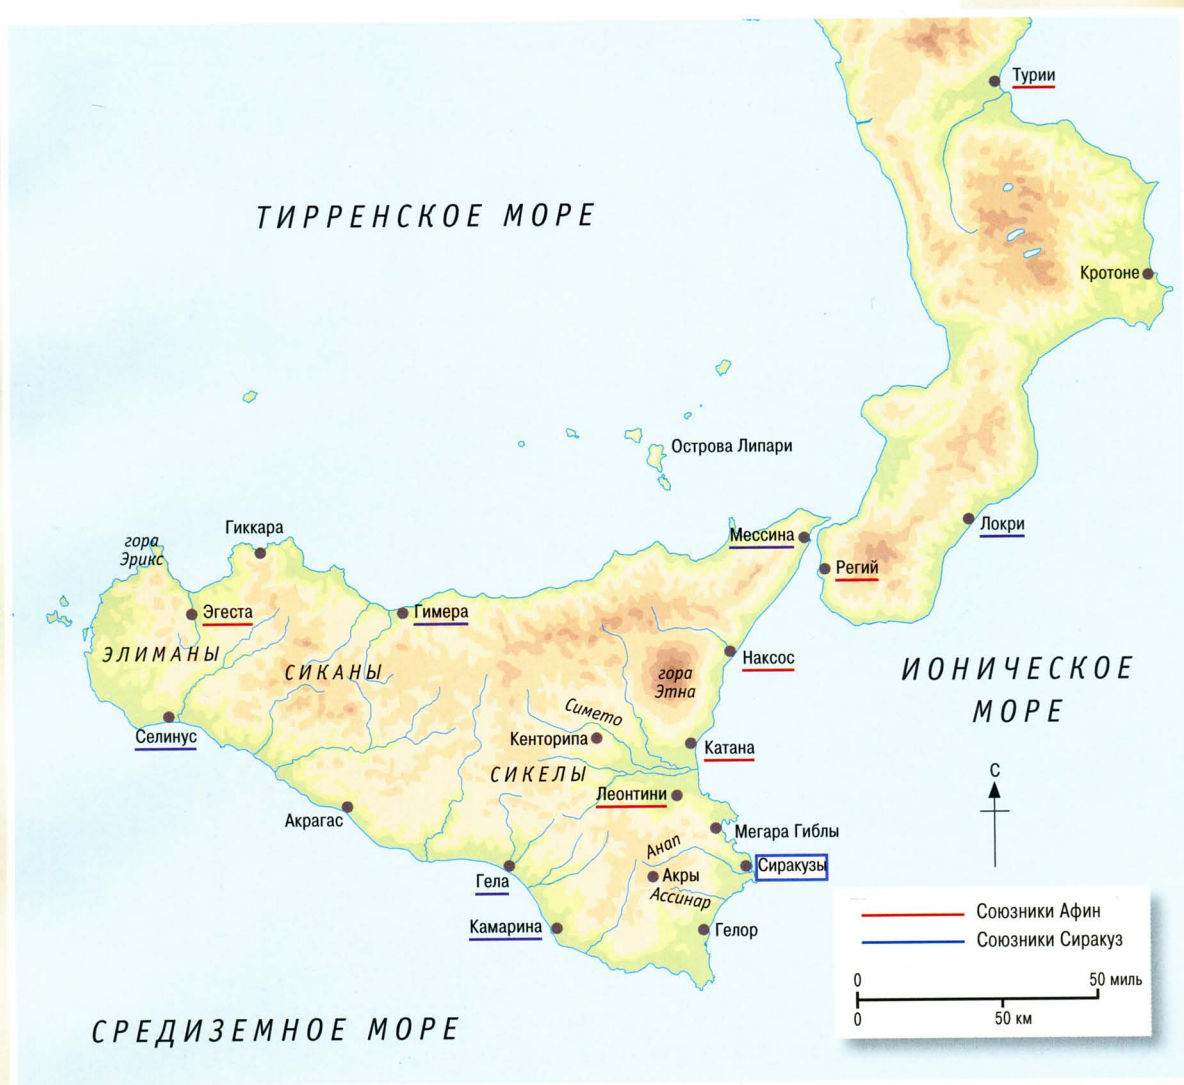 Турии
ТИРРЕНСКОЕ МОРЕ
Кротоне
Острова Липари
Гиккара
гора
Эрикс
Мессина
Локри
Регий
Эгеста
Гимера
ЭЛИМАНЫ
СИКАНЫ
Наксос
ИОНИЧЕСКОЕ
МОРЕ
гора
Этна
Симето
Селинус
Кенторипа
Катана
СИКЕЛЫ
С
Леонтини
Акрагас
Мегара Гиблы
Анап
Сиракузы
Акры
Гела
Ассинар
Камарина
Гелор
Союзники Афин
Союзники Сиракуз
0
50 миль
0
50 км
СРЕДИЗЕМНОЕ МОРЕ